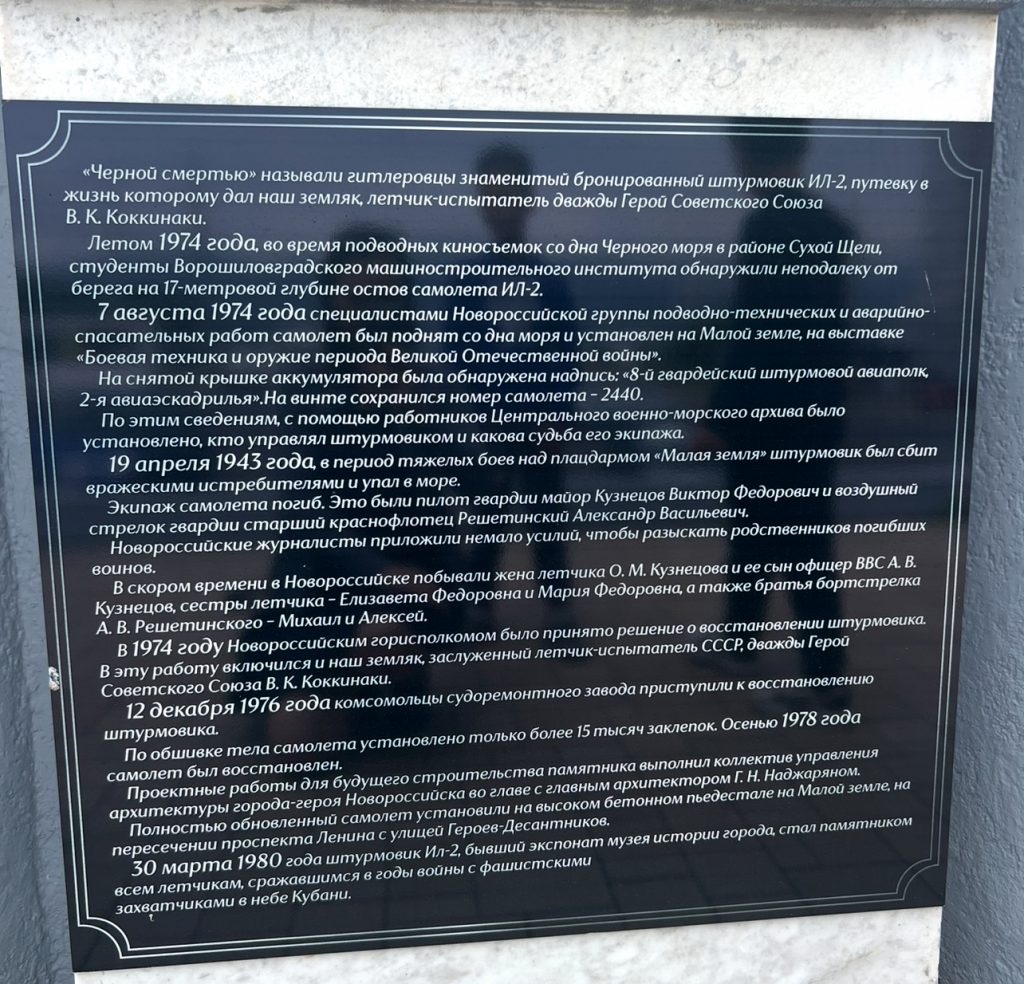 «Черной смертью» называли гитлеровцы знаменитый бронированный штурмовик ИЛ-2, путевку в
жизнь которому дал наш земляк, летчик-испытатель дважды Герой Советского Союза
В. К. Коккинаки.
Летом 1974 года, во время подводных киносъемок со дна Черного моря в районе Сухой Щели,
студенты Ворошиловградского машиностроительного института обнаружили неподалеку от
берега на 17-метровой глубине остов самолета ИЛ-2.
7 августа 1974 года специалистами Новороссийской группы подводно-технических и аварийно-
спасательных работ самолет был поднят со дна моря и установлен на Малой земле, на выставке
«Боевая техника и оружие периода Великой Отечественной войны».
На снятой крышке аккумулятора была обнаружена надпись: «8-й гвардейский штурмовой авиаполк,
2-я авиаэскадрилья».На винте сохранился номер самолета – 2440.
По этим сведениям, с помощью работников Центрального военно-морского архива было
установлено, кто управлял штурмовиком и какова судьба его экипажа.
19 апреля 1943 года, в период тяжелых боев над плацдармом «Малая земля» штурмовик был сбит
вражескими истребителями и упал в море.
Экипаж самолета погиб. Это были пилот гвардии майор Кузнецов Виктор Федорович и воздушный
стрелок гвардии старший краснофлотец Решетинский Александр Васильевич.
Новороссийские журналисты приложили немало усилий, чтобы разыскать родственников погибших
воинов.
В скором времени в Новороссийске побывали жена летчика О. М. Кузнецова и ее сын офицер ВВС А. В.
Кузнецов, сестры летчика – Елизавета Федоровна и Мария Федоровна, а также братья бортстрелка
А. В. Решетинского – Михаил и Алексей.
В 1974 году Новороссийским горисполкомом было принято решение о восстановлении штурмовика.
В эту работу включился и наш земляк, заслуженный летчик-испытатель СССР, дважды Герой
Советского Союза В. К. Коккинаки.
12 декабря 1976 года комсомольцы судоремонтного завода приступили к восстановлению
штурмовика.
По обшивке тела самолета установлено только более 15 тысяч заклепок. Осенью 1978 года
самолет был восстановлен.
Проектные работы для будущего строительства памятника выполнил коллектив управления
архитектуры города-героя Новороссийска во главе с главным архитектором Г. Н. Наджаряном.
Полностью обновленный самолет установили на высоком бетонном пьедестале на Малой земле, на
пересечении проспекта Ленина с улицей Героев-Десантников.
30 марта 1980 года штурмовик Ил-2, бывший экспонат музея истории города, стал памятником
всем летчикам, сражавшимся в годы войны с фашистскими
захватчиками в небе Кубани.